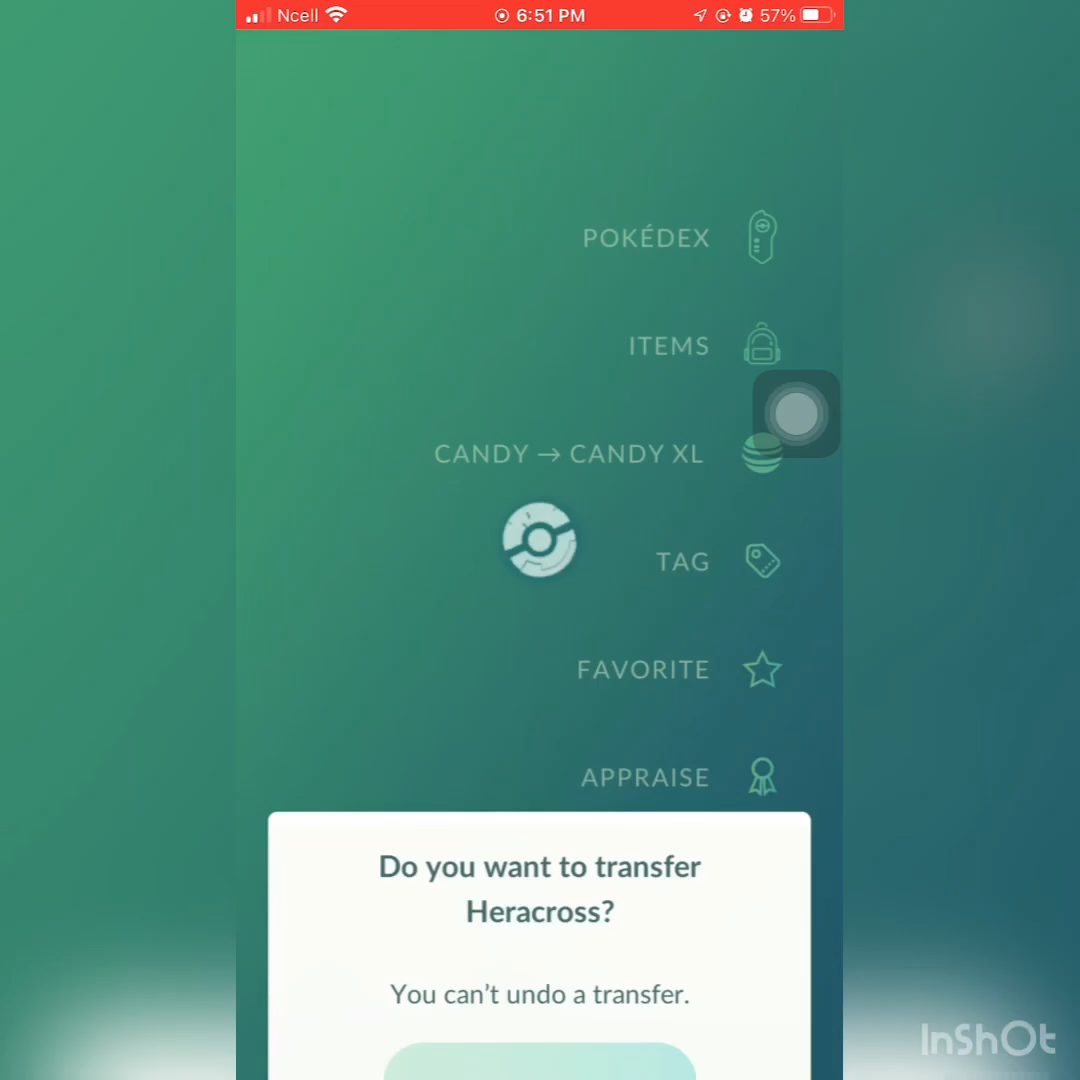 Ncell 6:51 PM 57%
POKÉDEX
ITEMS
CANDY → CANDY XL
TAG
FAVORITE
APPRAISE
Do you want to transfer
Heracross?
You can't undo a transfer.
InShOt